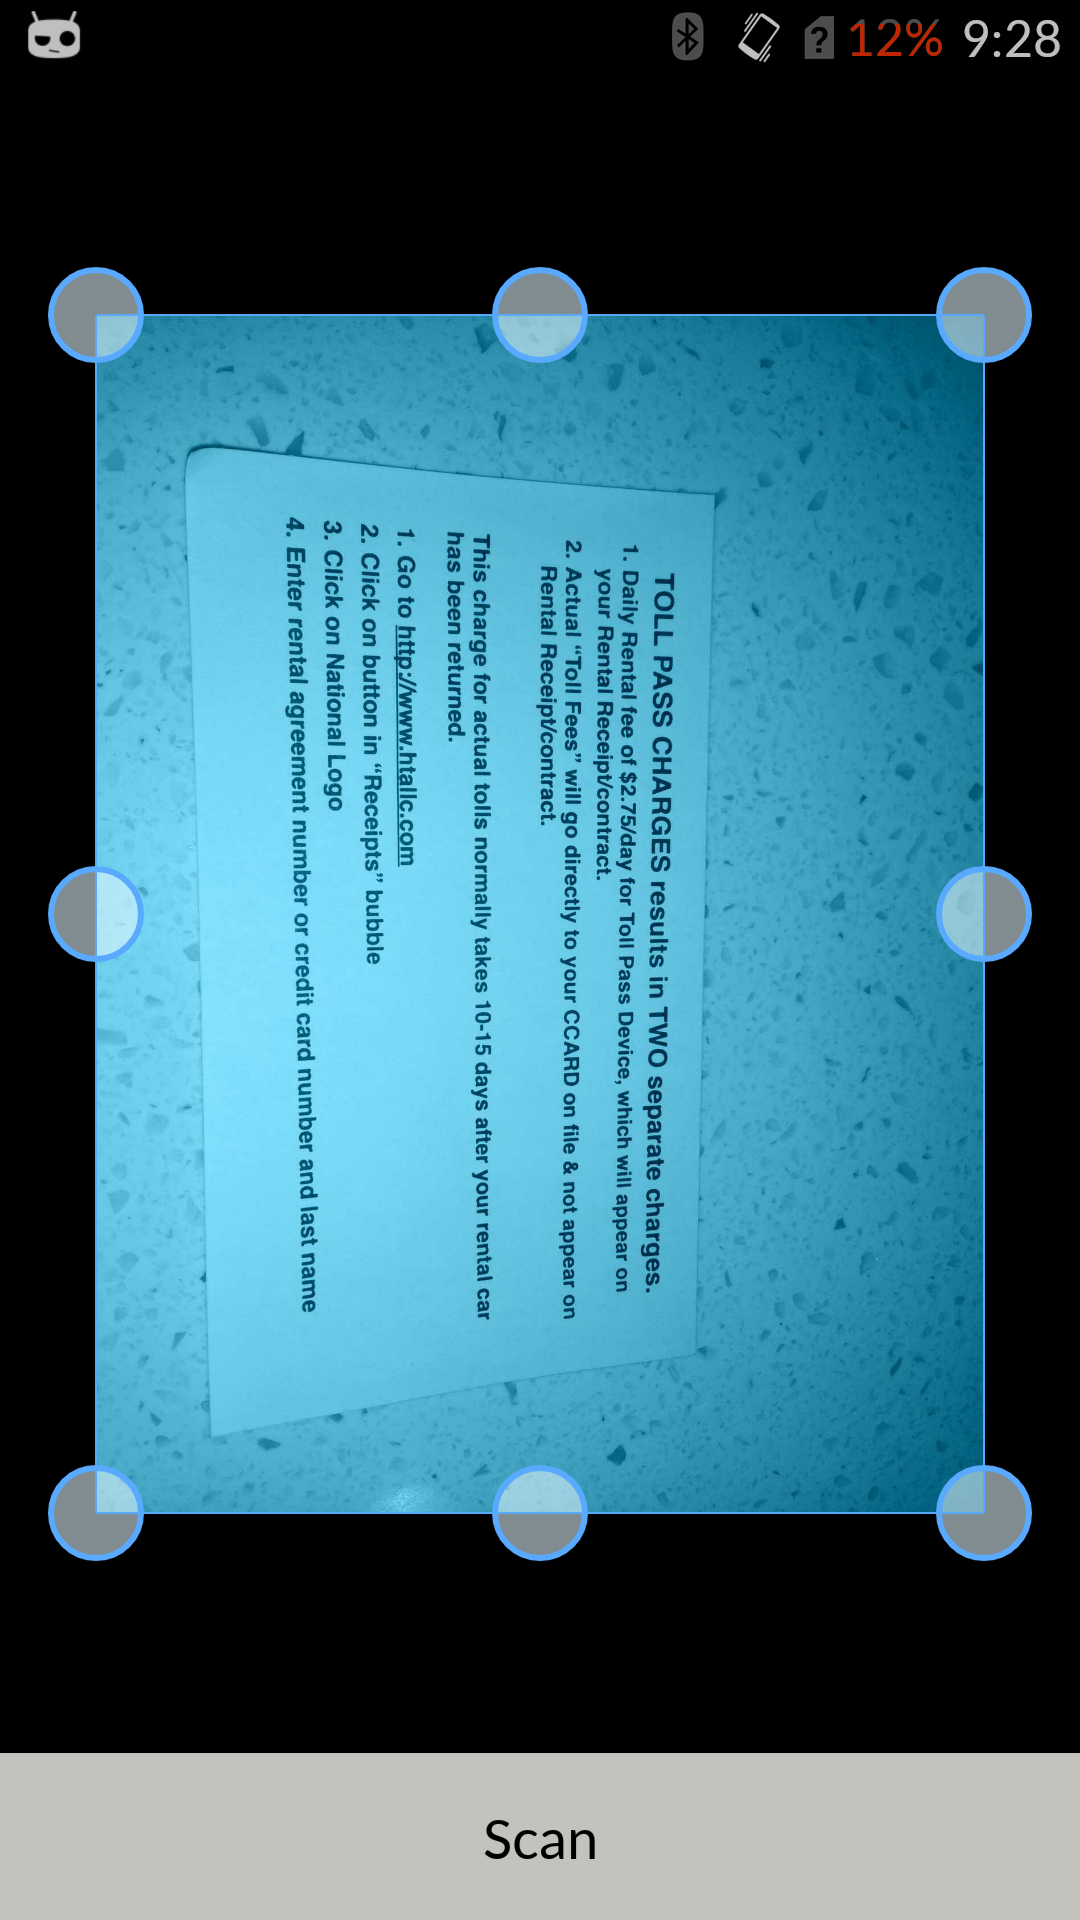 12% 9:28
TOLL PASS CHARGES results in TWO separate charges.
1. Daily Rental fee of $2.75/day for Toll Pass Device, which will appear on
your Rental Receipt/contract.
2. Actual “Toll Fees” will go directly to your CCARD on file & not appear on
Rental Receipt/contract.
This charge for actual tolls normally takes 10-15 days after your rental car
has been returned.
1. Go to http://www.htallc.com
2. Click on button in “Receipts” bubble
3. Click on National Logo
4. Enter rental agreement number or credit card number and last name
Scan